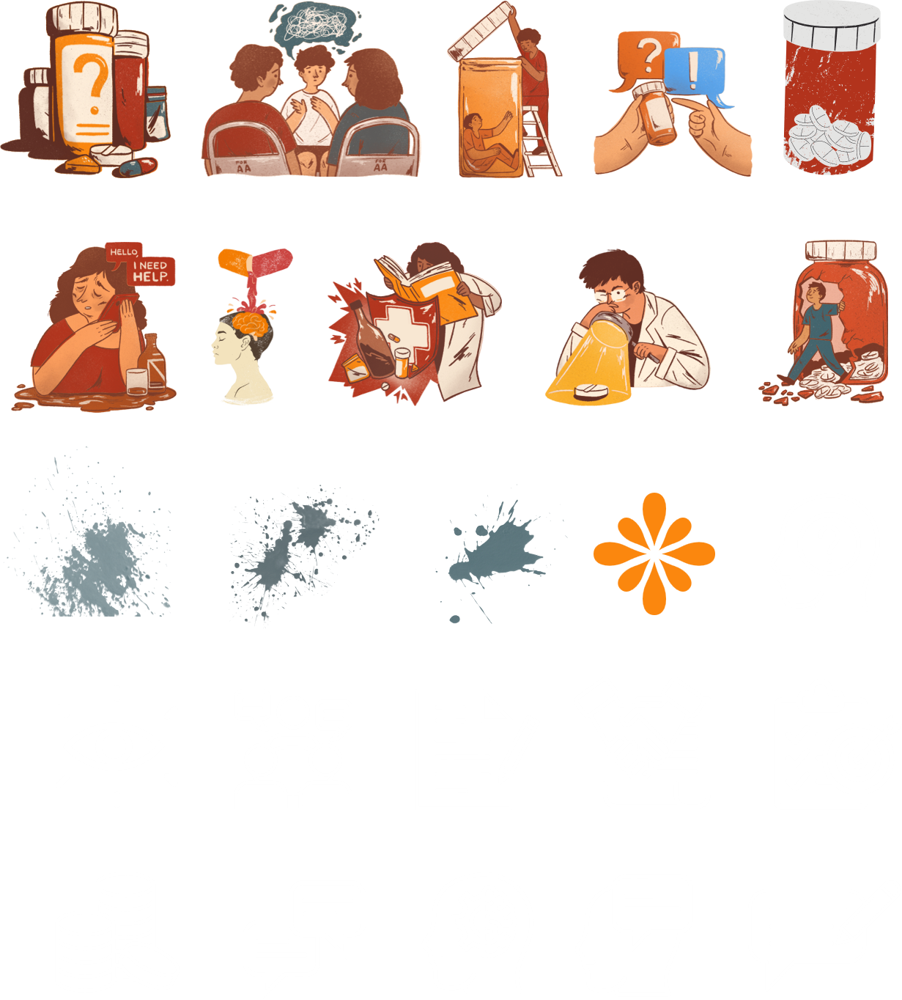 ?
FOR
AA
FOR
AA
?
!
HELLO,
I NEED
HELP.